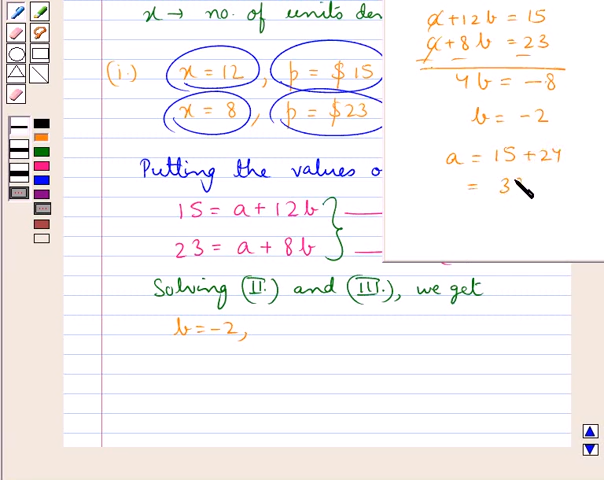 x → no. of units
(i.) x = 12, p = $15
x = 8, p = $23
Putting the values
15 = a + 12b
23 = a + 8b
Solving (II.) and (III.), we get
b = -2,
a + 12b = 15
a + 8b = 23
- - -
4b = -8
b = -2
a = 15 + 24
= 3